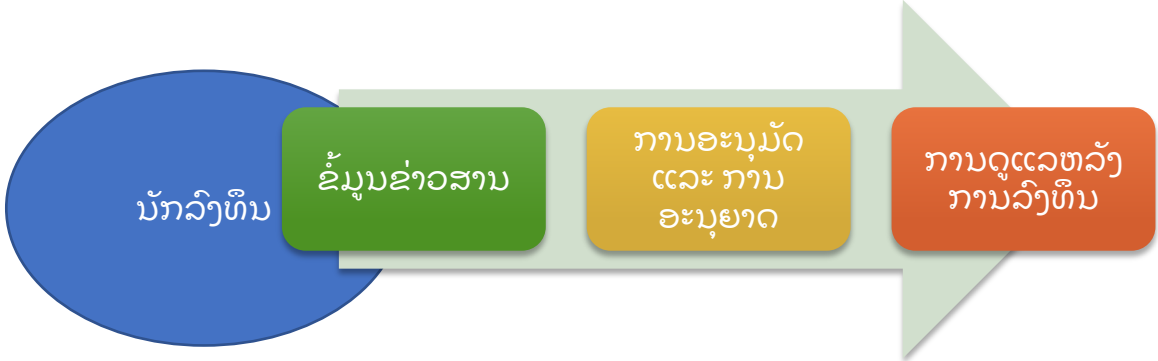 ນັກລົງທຶນ
ຂໍ້ມູນຂ່າວສານ
ການອະນຸມັດ
ແລະ ການ
ອະນຸຍາດ
ການດູແລຫລັງ
ການລົງທຶນ